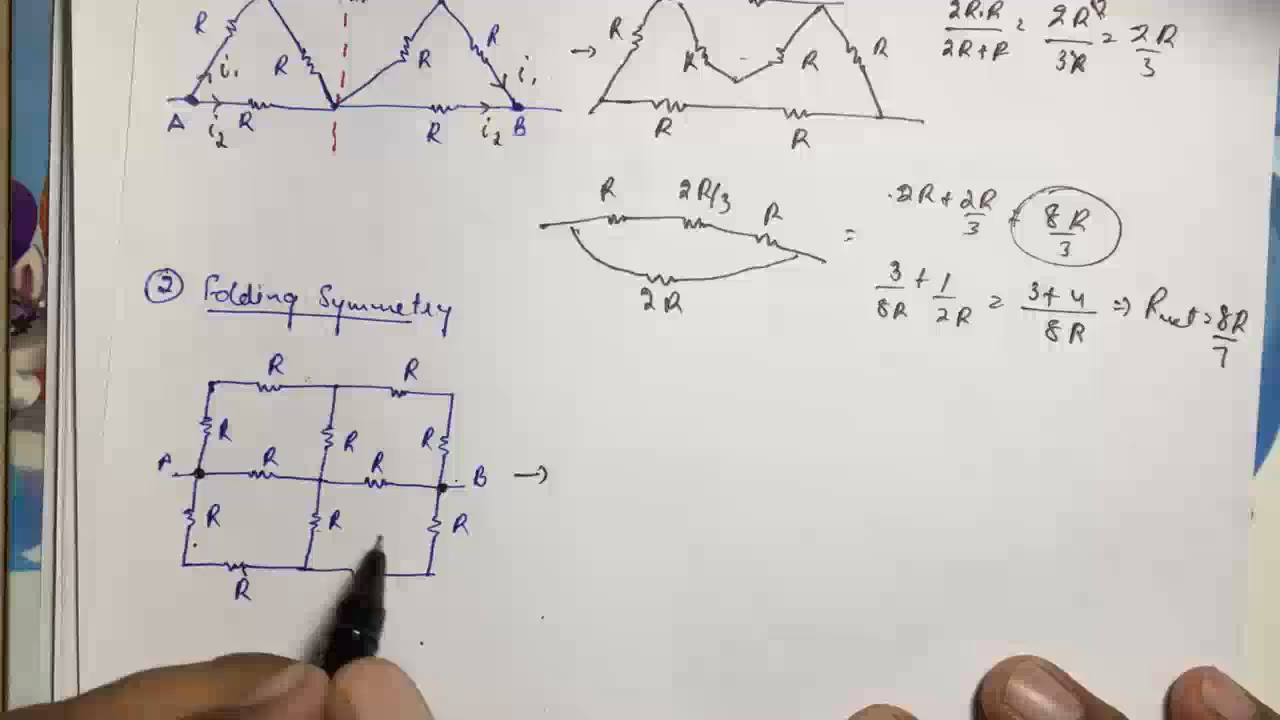 R R R R
i₁ i₁
A i₂ R R i₂ B
→
R R R R
R R
2R.R/2R+R = 2R²/3R = 2R/3
R 2R/3 R
2R
= 2R + 2R/3 = 8R/3
3/8R + 1/2R = 3+4/8R ⇒ Rnet = 8R/7
② Folding Symmetry
R R
R R R
A R R B →
R R R
R